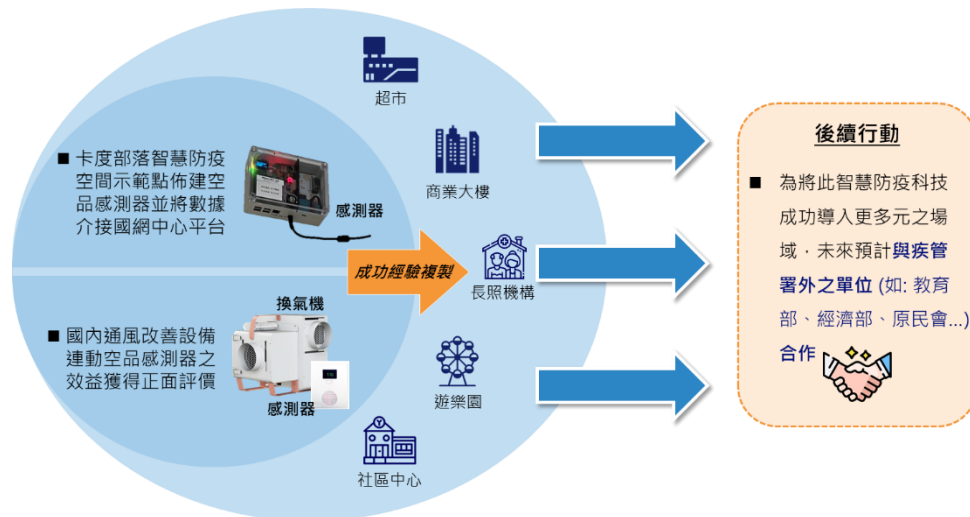 超市
商業大樓
■ 卡度部落智慧防疫
空間示範點佈建空
品感測器並將數據
介接國網中心平台
感測器
成功經驗複製
長照機構
換氣機
■ 國內通風改善設備
連動空品感測器之
效益獲得正面評價
感測器
遊樂園
社區中心
後續行動
■ 為將此智慧防疫科技
成功導入更多元之場
域，未來預計與疾管
署外之單位 (如: 教育
部、經濟部、原民會...)
合作